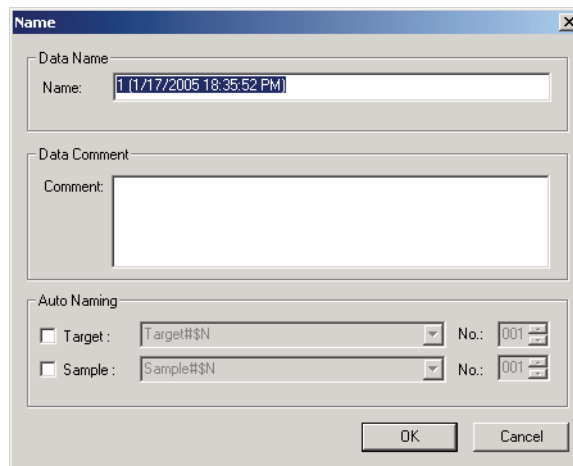 Name
Data Name
Name: 1 (1/17/2005 18:35:52 PM)
Data Comment
Comment:
Auto Naming
Target : Target#$N No.: 001
Sample : Sample#$N No.: 001
OK Cancel